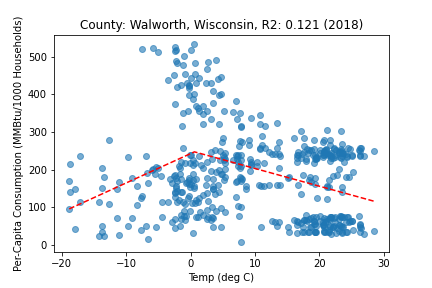 County: Walworth, Wisconsin, R2: 0.121 (2018)
Per-Capita Consumption (MMBtu/1000 Households)
500
400
300
200
100
0
−20 −10 0 10 20 30
Temp (deg C)